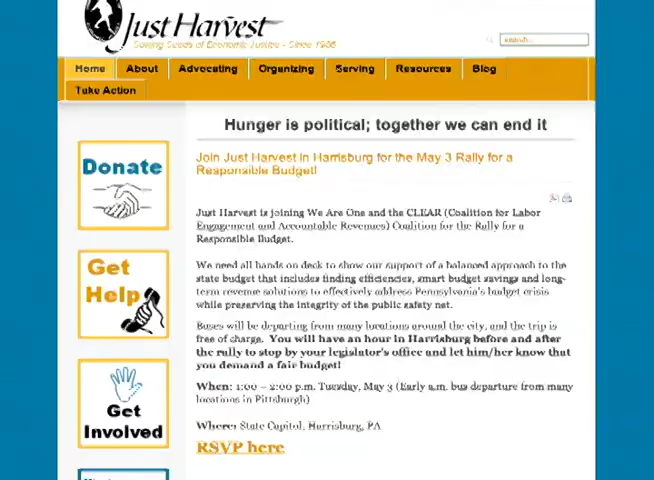 Just Harvest
Sowing Seeds of Economic Justice - Since 1986
search...
Home About Advocating Organizing Serving Resources Blog
Take Action
Hunger is political; together we can end it
Join Just Harvest in Harrisburg for the May 3 Rally for a
Responsible Budget!
Just Harvest is joining We Are One and the CLEAR (Coalition for Labor
Engagement and Accountable Revenues) Coalition for the Rally for a
Responsible Budget.
We need all hands on deck to show our support of a balanced approach to the
state budget that includes finding efficiencies, smart budget savings and long-
term revenue solutions to effectively address Pennsylvania's budget crisis
while preserving the integrity of the public safety net.
Buses will be departing from many locations around the city, and the trip is
free of charge. You will have an hour in Harrisburg before and after
the rally to stop by your legislator's office and let him/her know that
you demand a fair budget!
When: 1:00 – 2:00 p.m. Tuesday, May 3 (Early a.m. bus departure from many
locations in Pittsburgh)
Where: State Capitol, Harrisburg, PA
RSVP here
Donate
Get
Help
Get
Involved